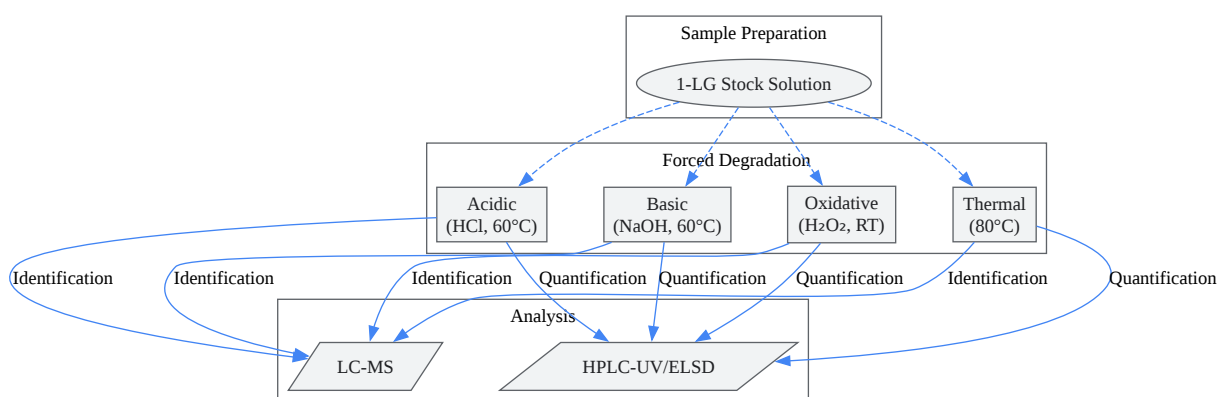 Sample Preparation
1-LG Stock Solution
Forced Degradation
Acidic
(HCl, 60°C)
Basic
(NaOH, 60°C)
Oxidative
(H₂O₂, RT)
Thermal
(80°C)
Identification
Identification
Identification
Quantification
Quantification
Quantification
Identification
Quantification
Analysis
LC-MS
HPLC-UV/ELSD